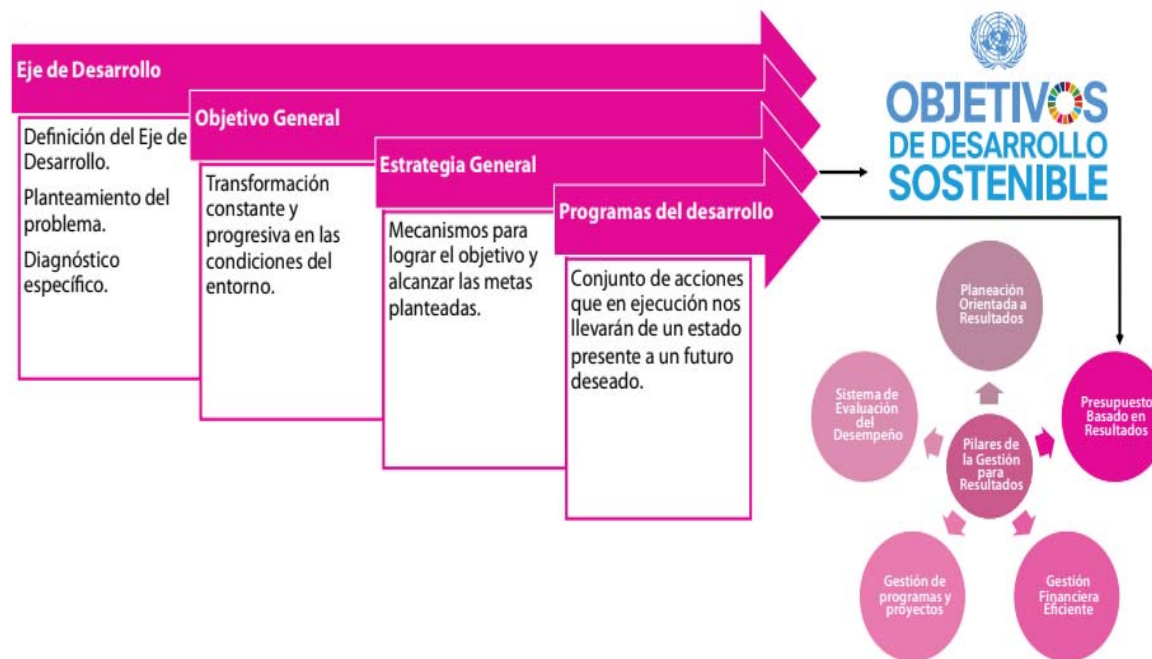 Eje de Desarrollo
Definición del Eje de
Desarrollo.
Planteamiento del
problema.
Diagnóstico
específico.
Objetivo General
Transformación
constante y
progresiva en las
condiciones del
entorno.
Estrategia General
Mecanismos para
lograr el objetivo y
alcanzar las metas
planteadas.
Programas del desarrollo
Conjunto de acciones
que en ejecución nos
llevarán de un estado
presente a un futuro
deseado.
OBJETIVOS
DE DESARROLLO
SOSTENIBLE
Planeación
Orientada a
Resultados
Presupuesto
Basado en
Resultados
Gestión
Financiera
Eficiente
Gestión de
programas y
proyectos
Sistema de
Evaluación
del
Desempeño
Pilares de
la Gestión
para
Resultados